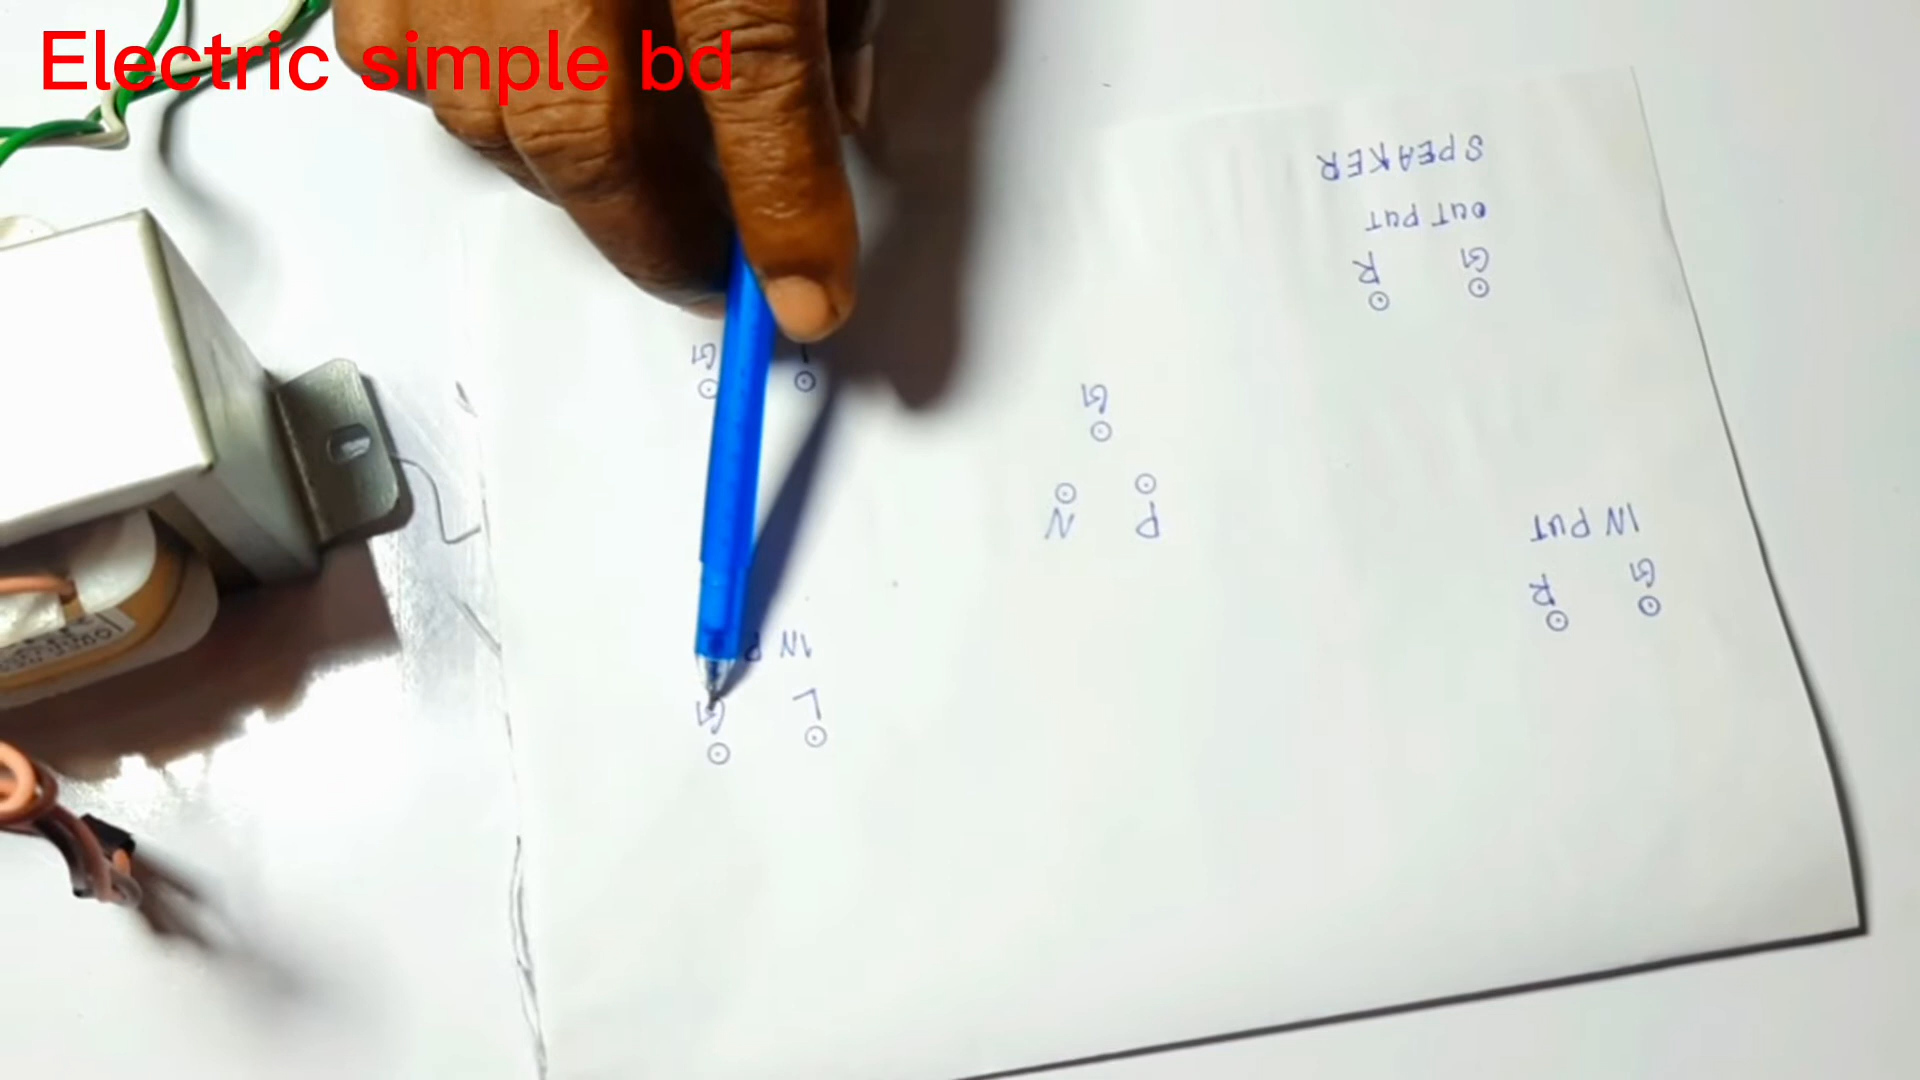 Electric simple bd
SPEAKER
OUT PUT
G R
G
G
P N
IN PUT
G R
IN P
L G